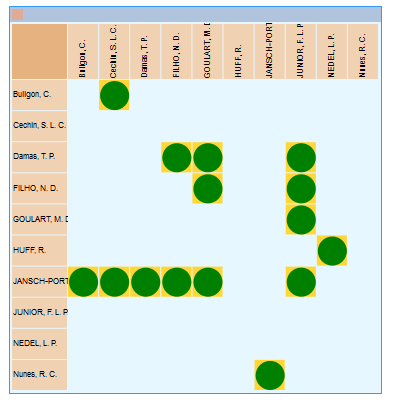 Buligon, C.
Cechin, S. L. C.
Damas, T. P.
FILHO, N. D.
GOULART, M. D
HUFF, R.
JANSCH-PORT
JUNIOR, F. L. P
NEDEL, L. P.
Nunes, R. C.
Buligon, C.
Cechin, S. L. C.
Damas, T. P.
FILHO, N. D.
GOULART, M. D
HUFF, R.
JANSCH-PORT
JUNIOR, F. L. P.
NEDEL, L. P.
Nunes, R. C.